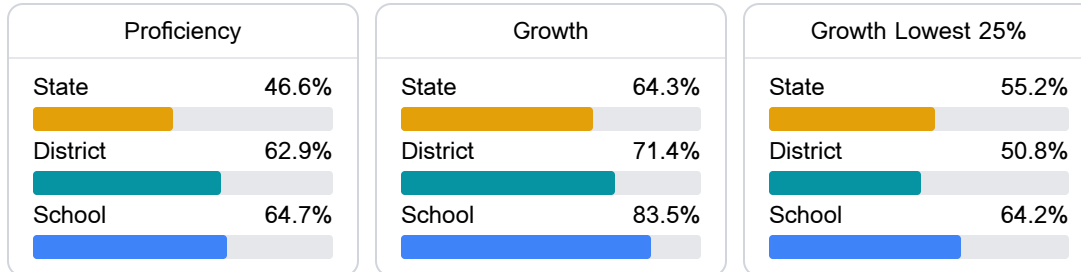 Proficiency
State 46.6%
District 62.9%
School 64.7%
Growth
State 64.3%
District 71.4%
School 83.5%
Growth Lowest 25%
State 55.2%
District 50.8%
School 64.2%